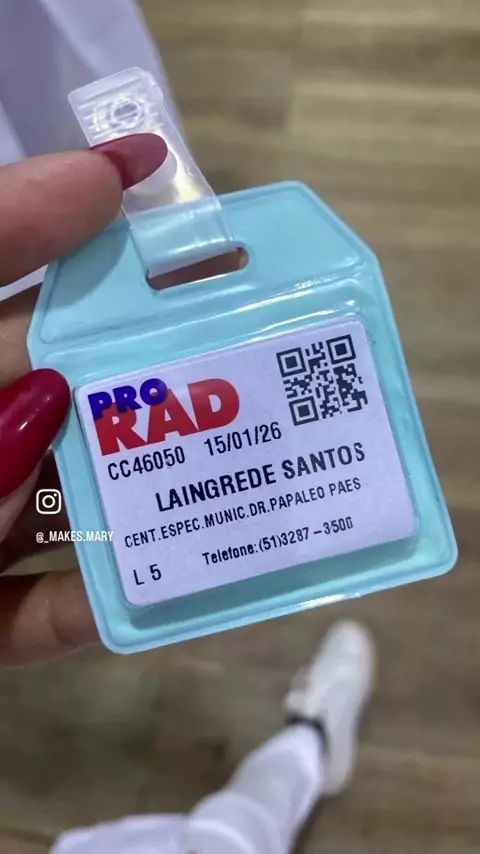 PRO
RAD
CC46050 15/01/26
LAINGREDE SANTOS
CENT.ESPEC.MUNIC.DR.PAPALEO PAES
L 5 Telefone:(51)3287-3500
@_MAKES.MARY